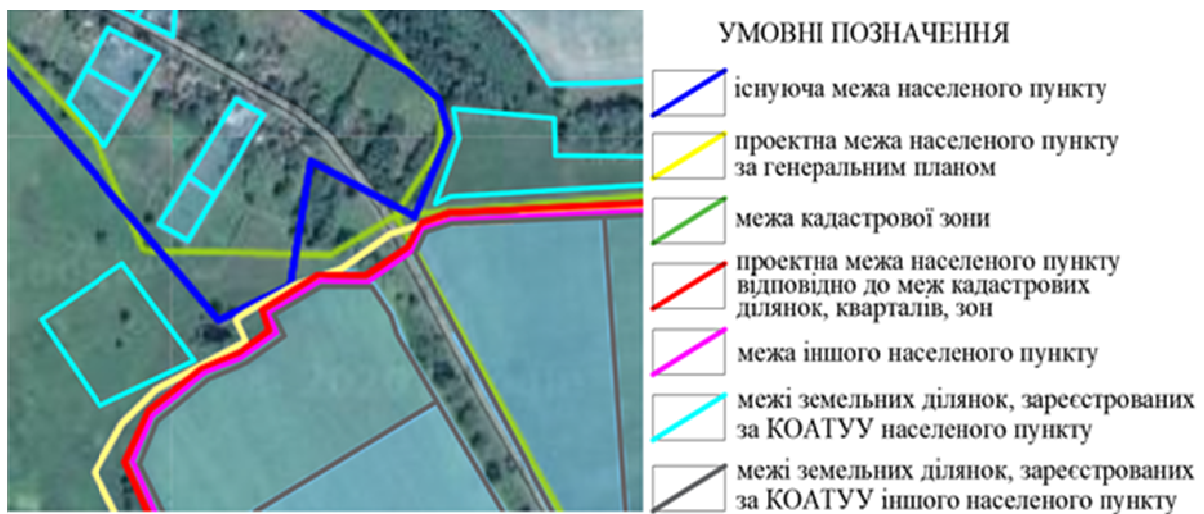 УМОВНІ ПОЗНАЧЕННЯ
існуюча межа населеного пункту
проектна межа населеного пункту
за генеральним планом
межа кадастрової зони
проектна межа населеного пункту
відповідно до меж кадастрових
ділянок, кварталів, зон
межа іншого населеного пункту
межі земельних ділянок, зареєстрованих
за КОАТУУ населеного пункту
межі земельних ділянок, зареєстрованих
за КОАТУУ іншого населеного пункту